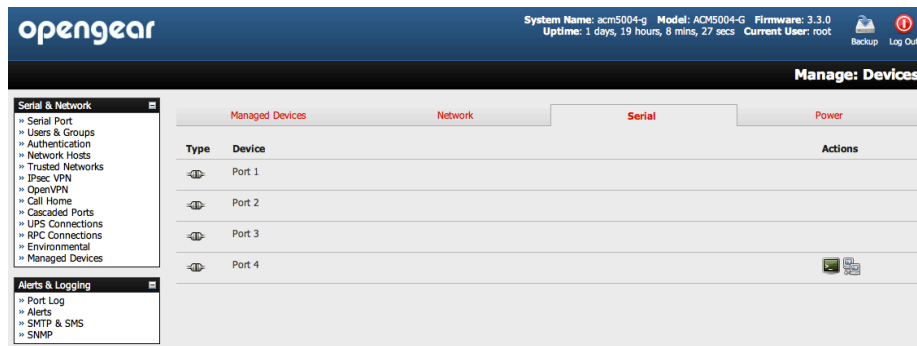 opengear
System Name: acm5004-g Model: ACM5004-G Firmware: 3.3.0
Uptime: 1 days, 19 hours, 8 mins, 27 secs Current User: root
Backup
Log Out
Manage: Devices
Serial & Network
» Serial Port
» Users & Groups
» Authentication
» Network Hosts
» Trusted Networks
» IPsec VPN
» OpenVPN
» Call Home
» Cascaded Ports
» UPS Connections
» RPC Connections
» Environmental
» Managed Devices
Alerts & Logging
» Port Log
» Alerts
» SMTP & SMS
» SNMP
Managed Devices
Network
Serial
Power
Type Device Actions
Port 1
Port 2
Port 3
Port 4